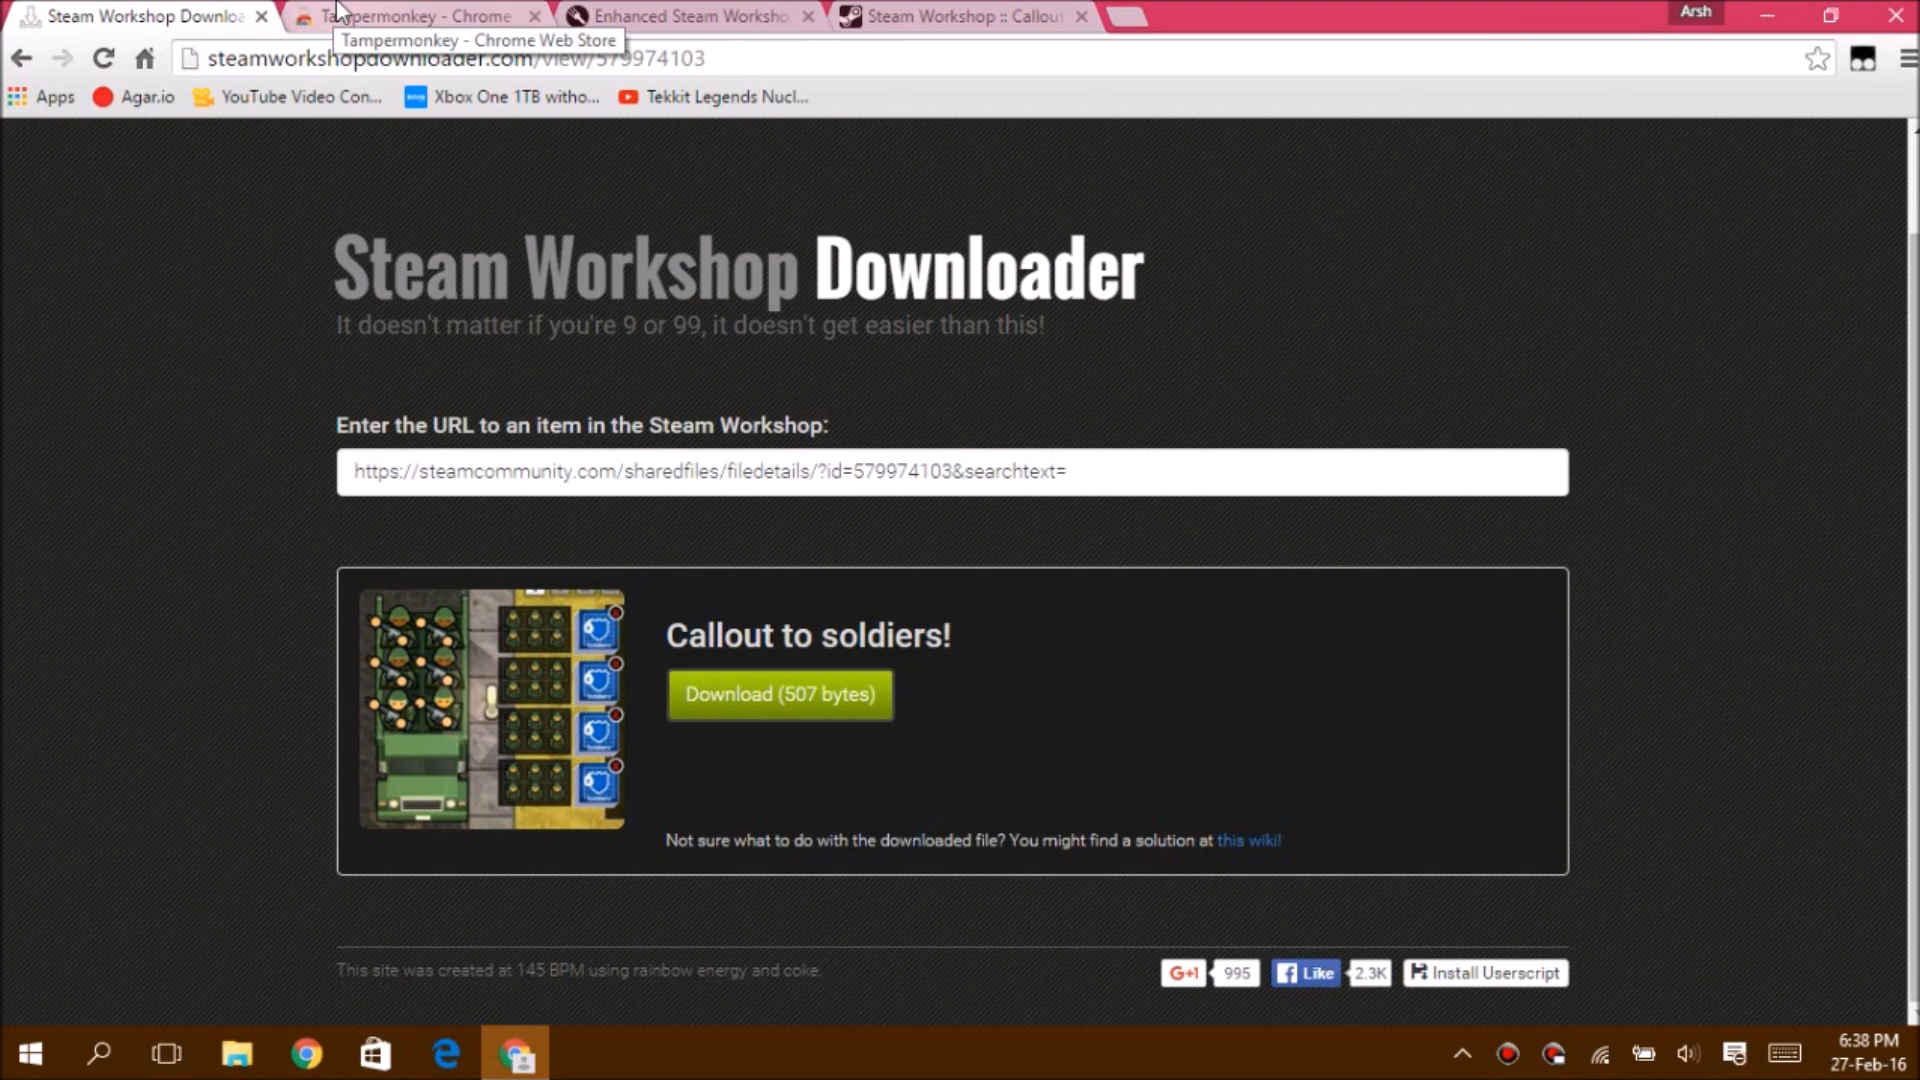 Steam Workshop Downloa
Tampermonkey - Chrome
Enhanced Steam Worksho
Steam Workshop :: Callout
Arsh
Tampermonkey - Chrome Web Store
steamworkshopdownloader.com/view/579974103
Apps
Agar.io
YouTube Video Con...
Xbox One 1TB witho...
Tekkit Legends Nucl...
Steam Workshop Downloader
It doesn't matter if you're 9 or 99, it doesn't get easier than this!
Enter the URL to an item in the Steam Workshop:
https://steamcommunity.com/sharedfiles/filedetails/?id=579974103&searchtext=
Callout to soldiers!
Download (507 bytes)
Not sure what to do with the downloaded file? You might find a solution at this wiki!
This site was created at 145 BPM using rainbow energy and coke.
G+1 995 Like 2.3K Install Userscript
6:38 PM
27-Feb-16